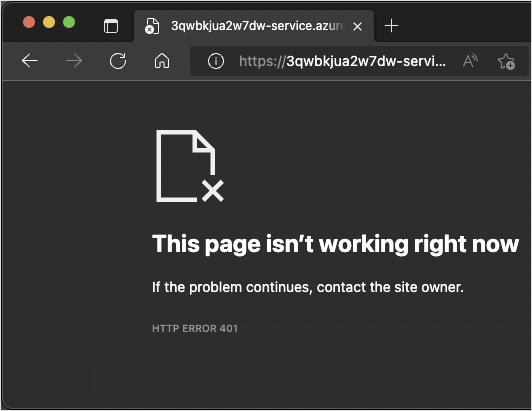 3qwbkjua2w7dw-service.azure
https://3qwbkjua2w7dw-servi...
This page isn’t working right now
If the problem continues, contact the site owner.
HTTP ERROR 401